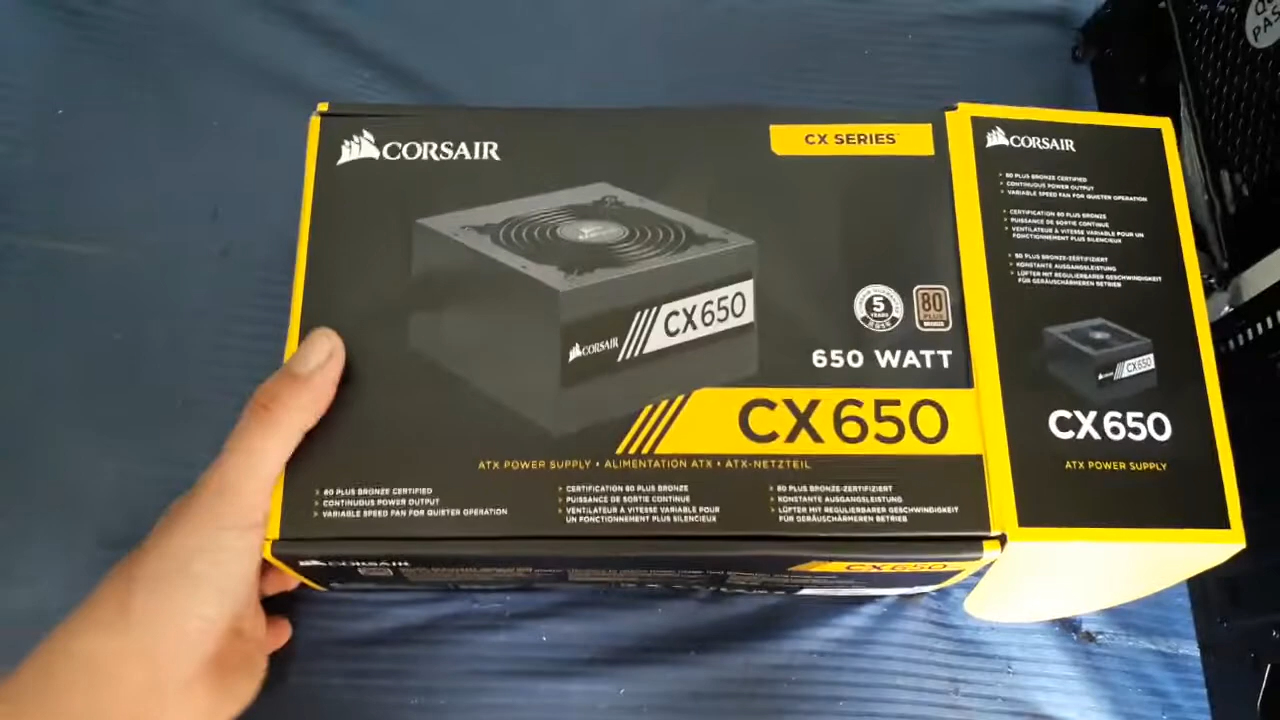 CORSAIR
CX SERIES
CX650
CORSAIR
5
YEARS
80
PLUS
BRONZE
650 WATT
CX650
ATX POWER SUPPLY • ALIMENTATION ATX • ATX-NETZTEIL
> 80 PLUS BRONZE CERTIFIED
> CONTINUOUS POWER OUTPUT
> VARIABLE SPEED FAN FOR QUIETER OPERATION
> CERTIFICATION 80 PLUS BRONZE
> PUISSANCE DE SORTIE CONTINUE
> VENTILATEUR À VITESSE VARIABLE POUR
UN FONCTIONNEMENT PLUS SILENCIEUX
> 80 PLUS BRONZE-ZERTIFIZIERT
> KONSTANTE AUSGANGSLEISTUNG
> LÜFTER MIT REGULIERBARER GESCHWINDIGKEIT
FÜR GERÄUSCHÄRMEREN BETRIEB
CORSAIR
> 80 PLUS BRONZE CERTIFIED
> CONTINUOUS POWER OUTPUT
> VARIABLE SPEED FAN FOR QUIETER OPERATION
> CERTIFICATION 80 PLUS BRONZE
> PUISSANCE DE SORTIE CONTINUE
> VENTILATEUR À VITESSE VARIABLE POUR UN
FONCTIONNEMENT PLUS SILENCIEUX
> 80 PLUS BRONZE-ZERTIFIZIERT
> KONSTANTE AUSGANGSLEISTUNG
> LÜFTER MIT REGULIERBARER GESCHWINDIGKEIT
FÜR GERÄUSCHÄRMEREN BETRIEB
CX650
CX650
ATX POWER SUPPLY
CORSAIR
CX650